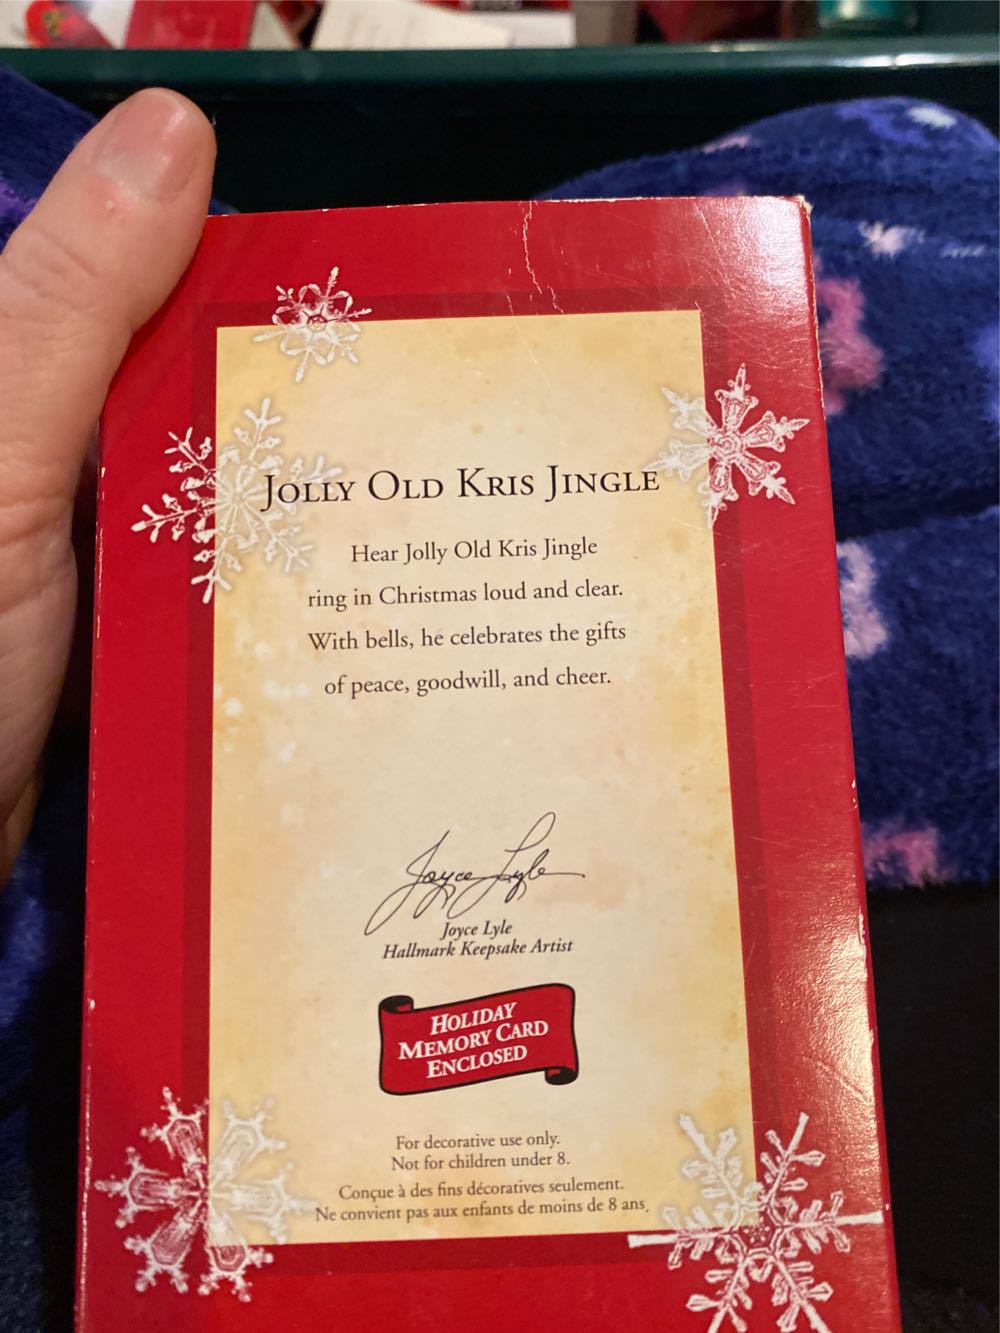 JOLLY OLD KRIS JINGLE
Hear Jolly Old Kris Jingle
ring in Christmas loud and clear.
With bells, he celebrates the gifts
of peace, goodwill, and cheer.
Joyce Lyle
Joyce Lyle
Hallmark Keepsake Artist
HOLIDAY
MEMORY CARD
ENCLOSED
For decorative use only.
Not for children under 8.
Conçue à des fins décoratives seulement.
Ne convient pas aux enfants de moins de 8 ans.